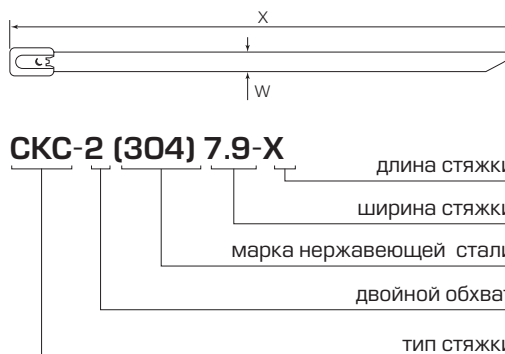 X
W
СКС-2 (304) 7.9-X
длина стяжки
ширина стяжки
марка нержавеющей стали
двойной обхват
тип стяжки